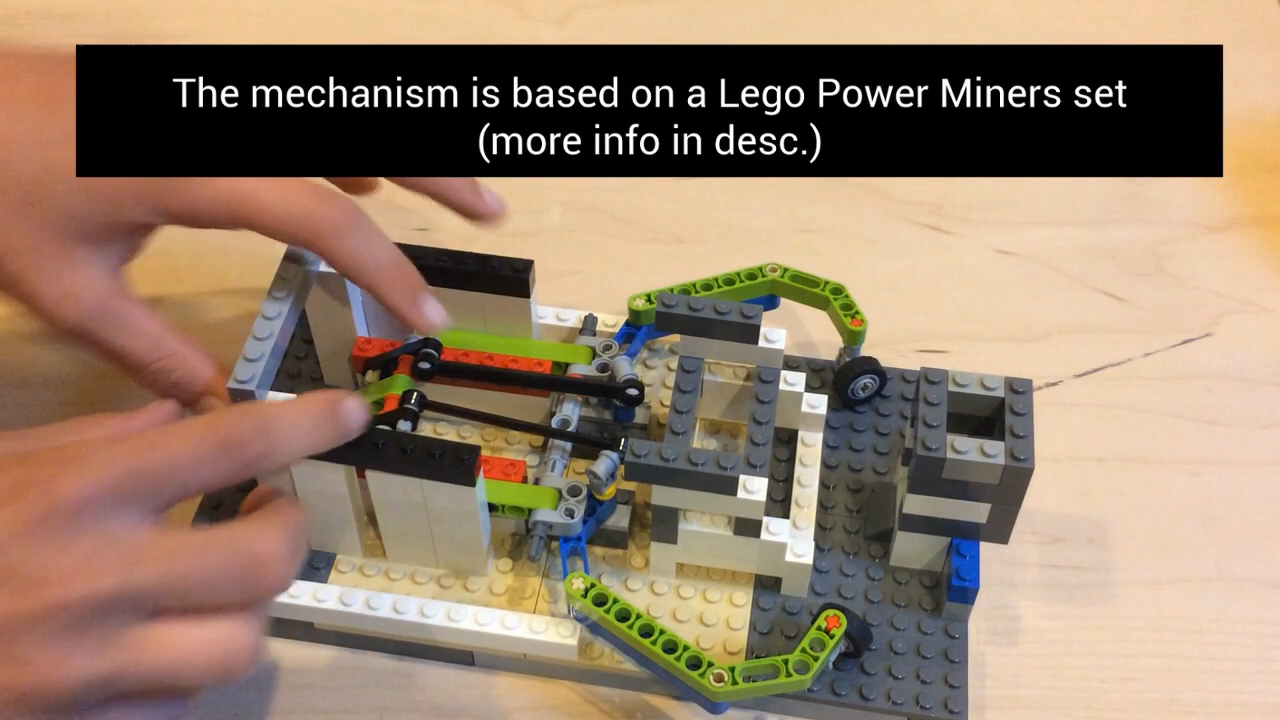 The mechanism is based on a Lego Power Miners set
(more info in desc.)